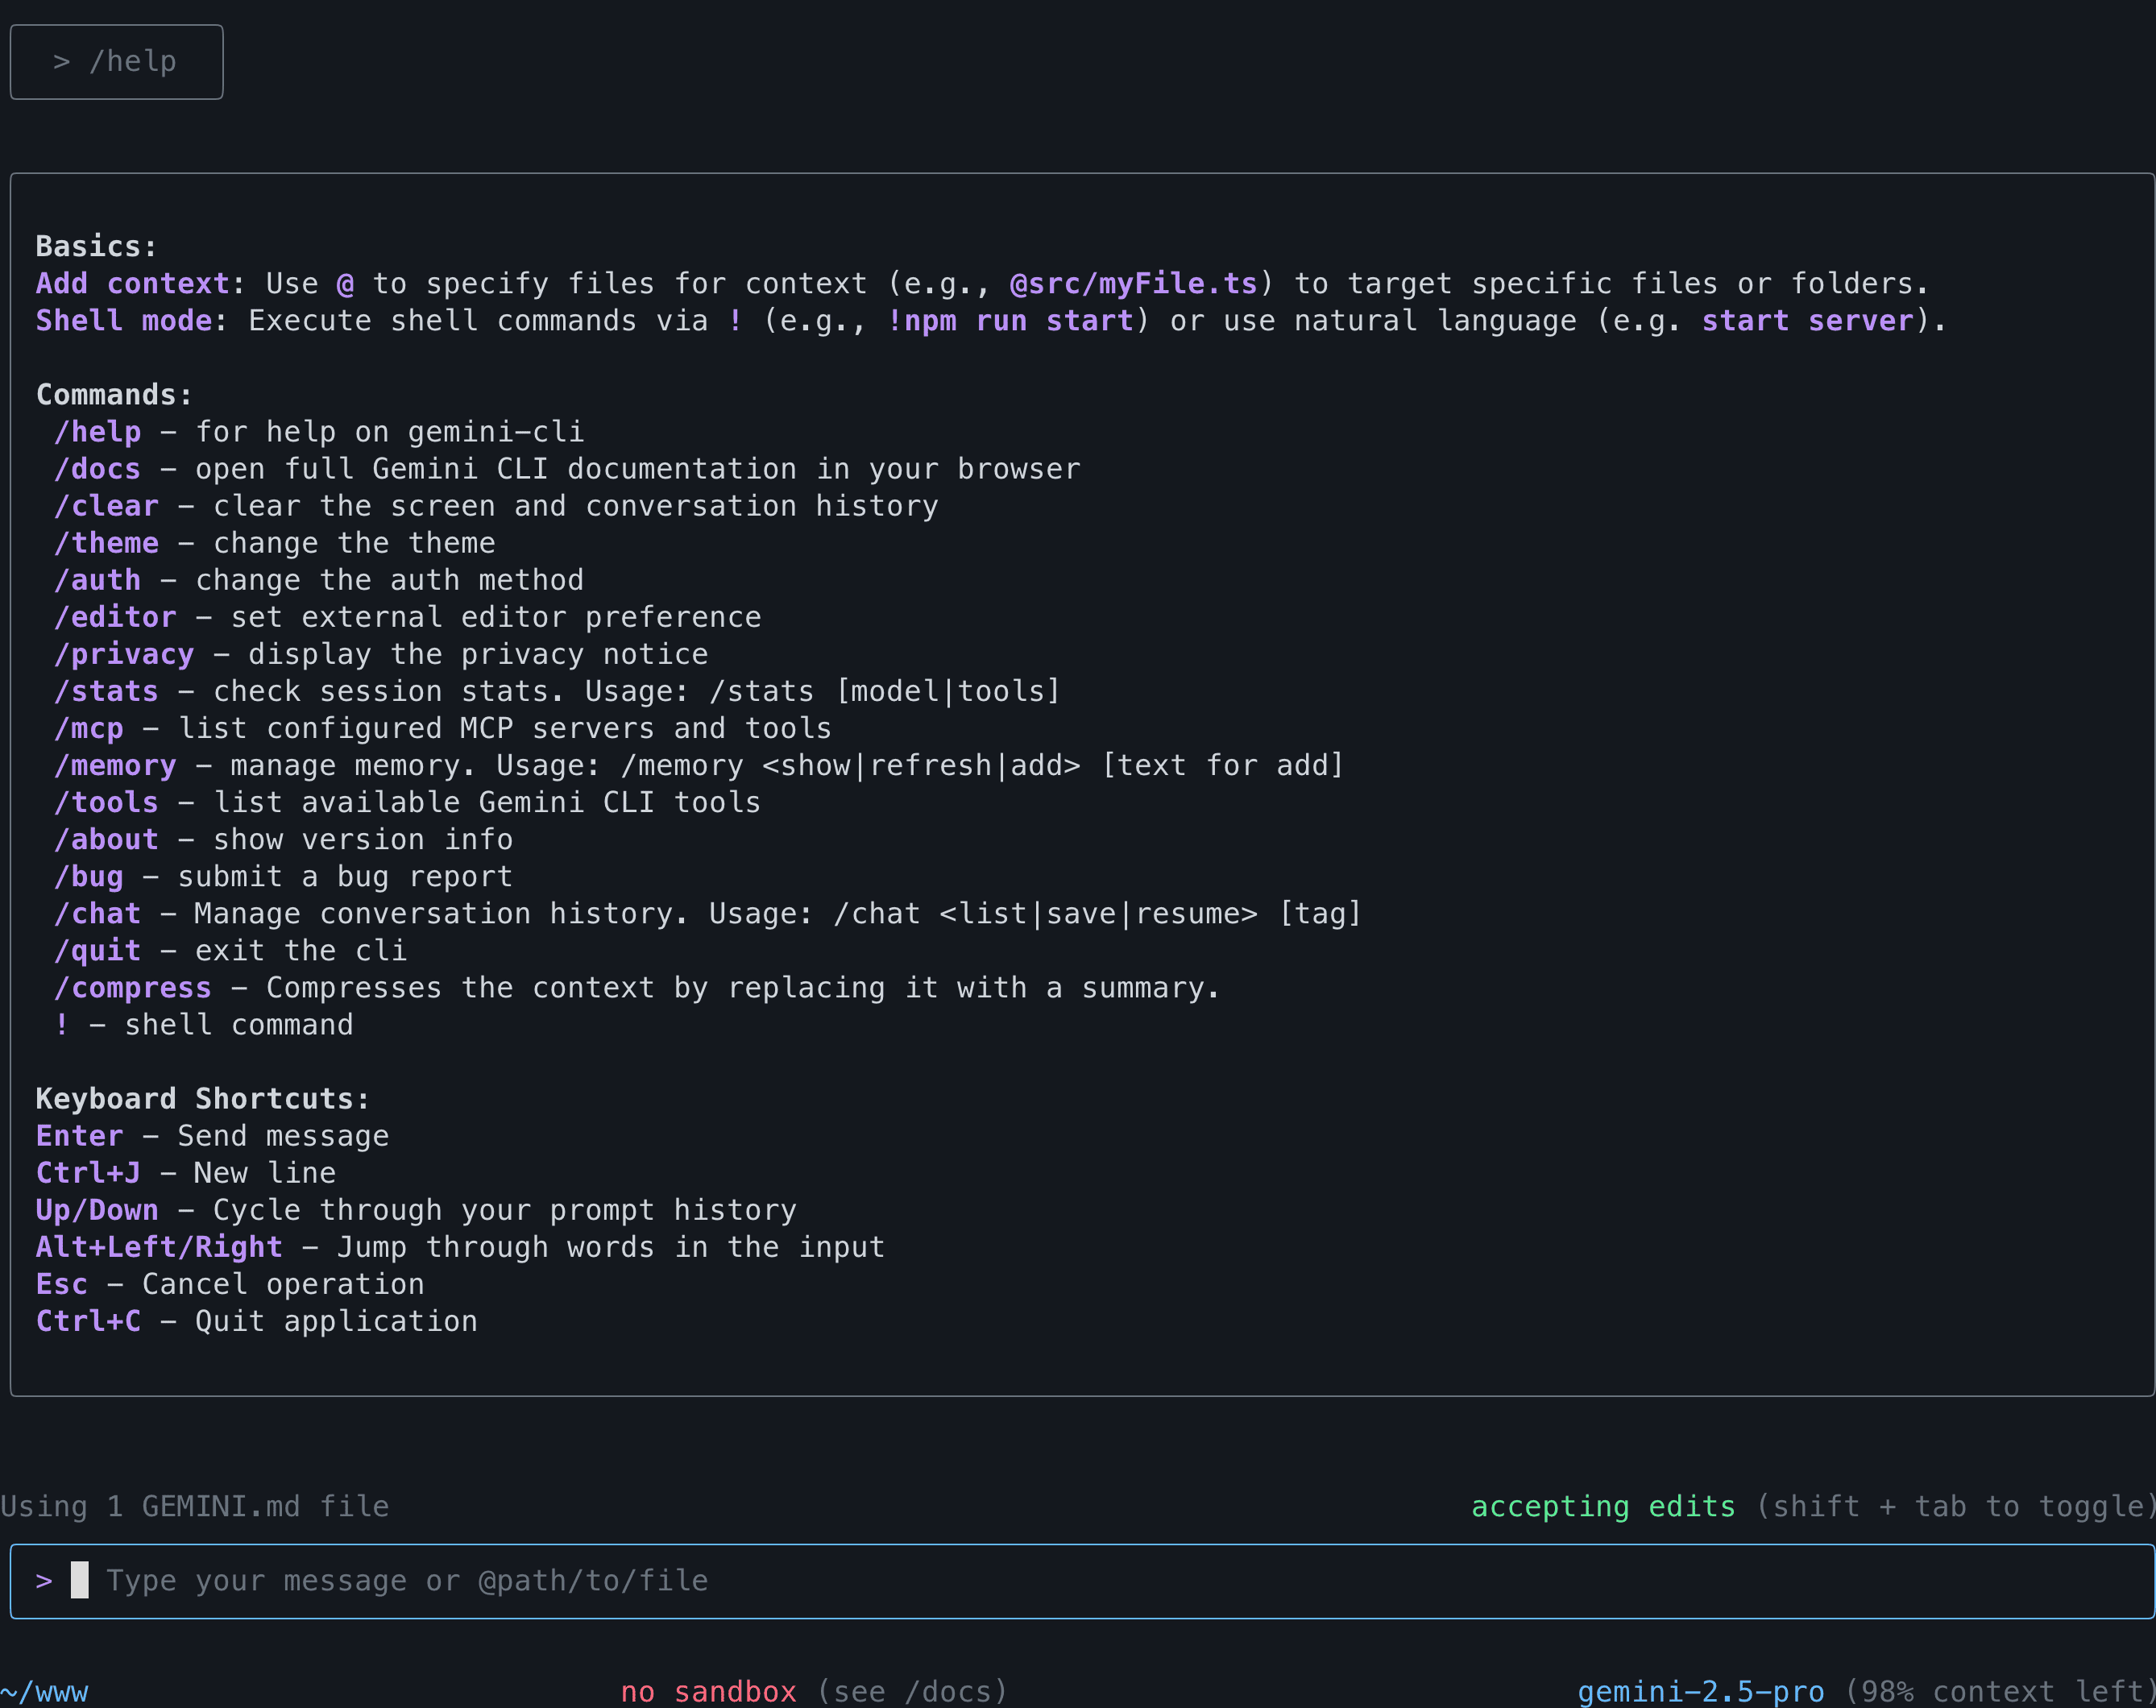 > /help
Basics:
Add context: Use @ to specify files for context (e.g., @src/myFile.ts) to target specific files or folders.
Shell mode: Execute shell commands via ! (e.g., !npm run start) or use natural language (e.g. start server).
Commands:
/help - for help on gemini-cli
/docs - open full Gemini CLI documentation in your browser
/clear - clear the screen and conversation history
/theme - change the theme
/auth - change the auth method
/editor - set external editor preference
/privacy - display the privacy notice
/stats - check session stats. Usage: /stats [model|tools]
/mcp - list configured MCP servers and tools
/memory - manage memory. Usage: /memory <show|refresh|add> [text for add]
/tools - list available Gemini CLI tools
/about - show version info
/bug - submit a bug report
/chat - Manage conversation history. Usage: /chat <list|save|resume> [tag]
/quit - exit the cli
/compress - Compresses the context by replacing it with a summary.
! - shell command
Keyboard Shortcuts:
Enter - Send message
Ctrl+J - New line
Up/Down - Cycle through your prompt history
Alt+Left/Right - Jump through words in the input
Esc - Cancel operation
Ctrl+C - Quit application
Using 1 GEMINI.md file accepting edits (shift + tab to toggle)
> Type your message or @path/to/file
~/www no sandbox (see /docs) gemini-2.5-pro (98% context left)